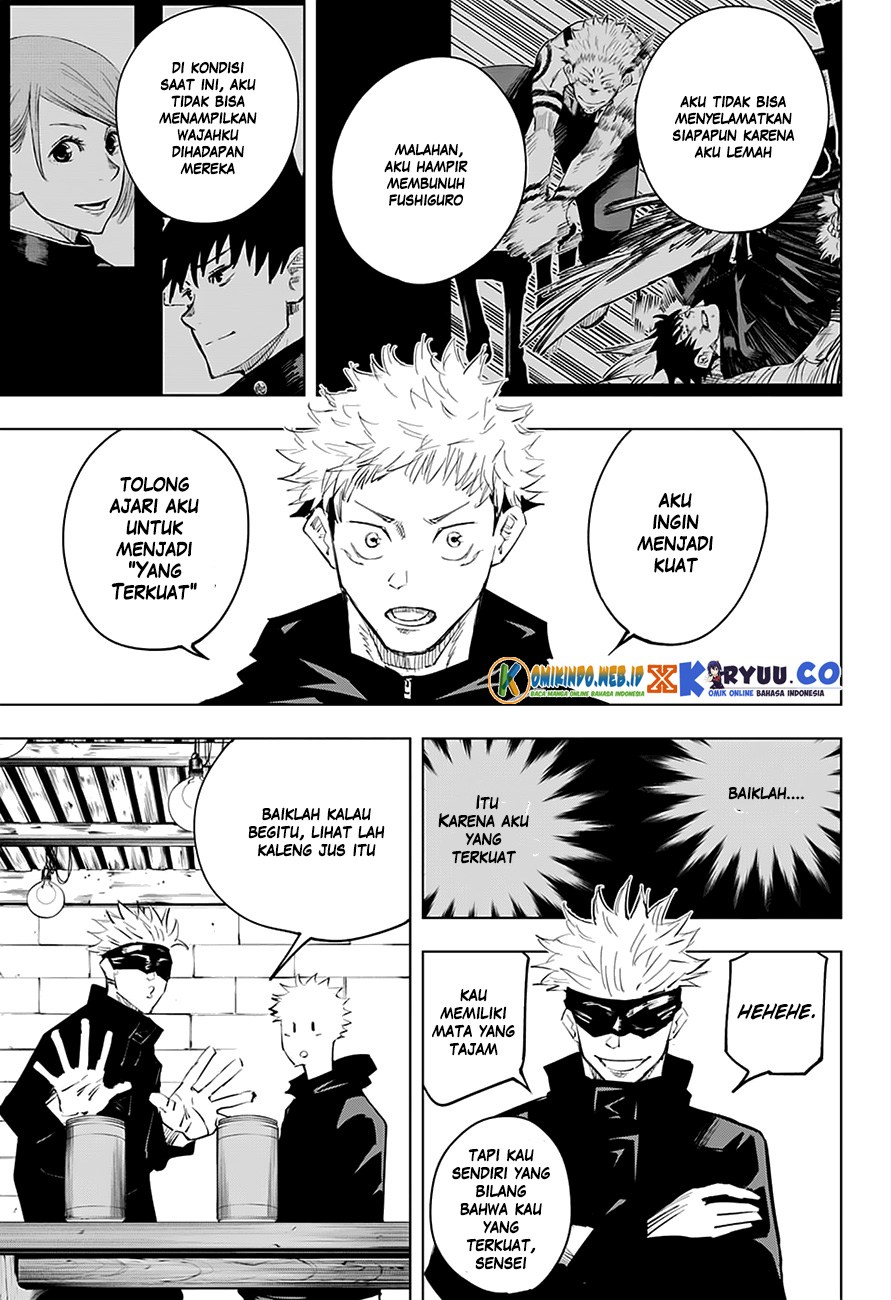 AKU TIDAK BISA
MENYELAMATKAN
SIAPAPUN KARENA
AKU LEMAH
MALAHAN,
AKU HAMPIR
MEMBUNUH
FUSHIGURO
DI KONDISI
SAAT INI, AKU
TIDAK BISA
MENAMPILKAN
WAJAHKU
DIHADAPAN
MEREKA
AKU
INGIN
MENJADI
KUAT
TOLONG
AJARI AKU
UNTUK
MENJADI
"YANG
TERKUAT"
KOMIKINDO.WEB.ID X KIRYUU.CO
BACA MANGA ONLINE BAHASA INDONESIA
OMIK ONLINE BAHASA INDONESIA
BAIKLAH....
ITU
KARENA AKU
YANG
TERKUAT
HEHEHE.
KAU
MEMILIKI
MATA YANG
TAJAM
TAPI KAU
SENDIRI YANG
BILANG
BAHWA KAU
YANG
TERKUAT,
SENSEI
BAIKLAH KALAU
BEGITU, LIHAT LAH
KALENG JUS ITU